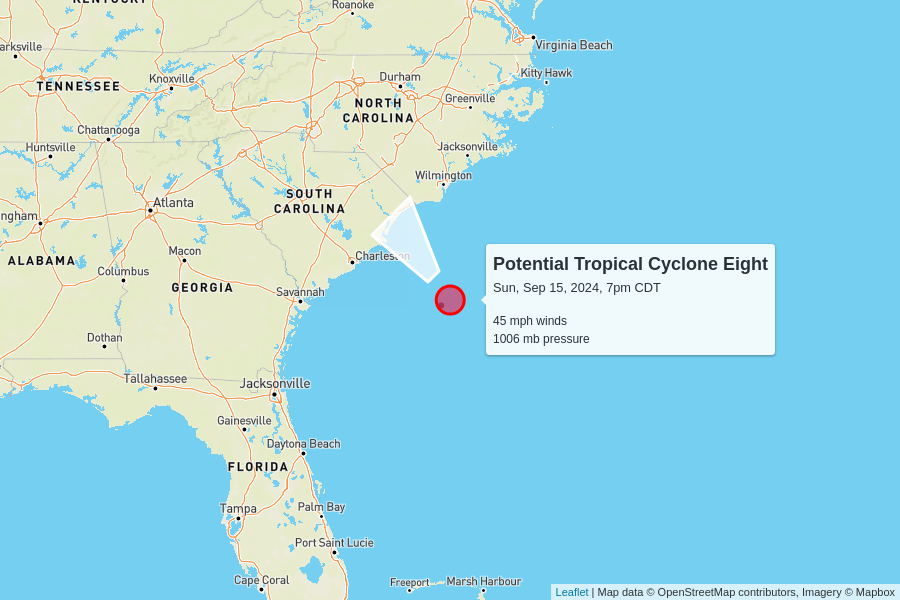 KENTUCKY
Roanoke
arksville
Virginia Beach
Knoxville
Durham
Kitty Hawk
TENNESSEE
Greenville
NORTH
CAROLINA
Chattanooga
Huntsville
Jacksonville
Wilmington
SOUTH
CAROLINA
Atlanta
ngham
Macon
Charleston
ALABAMA
Columbus
GEORGIA
Savannah
Potential Tropical Cyclone Eight
Sun, Sep 15, 2024, 7pm CDT
45 mph winds
1006 mb pressure
Dothan
Tallahassee
Jacksonville
Gainesville
Daytona Beach
FLORIDA
Tampa
Palm Bay
Port Saint Lucie
Cape Coral
Freeport
Marsh Harbour
Leaflet | Map data © OpenStreetMap contributors, Imagery © Mapbox